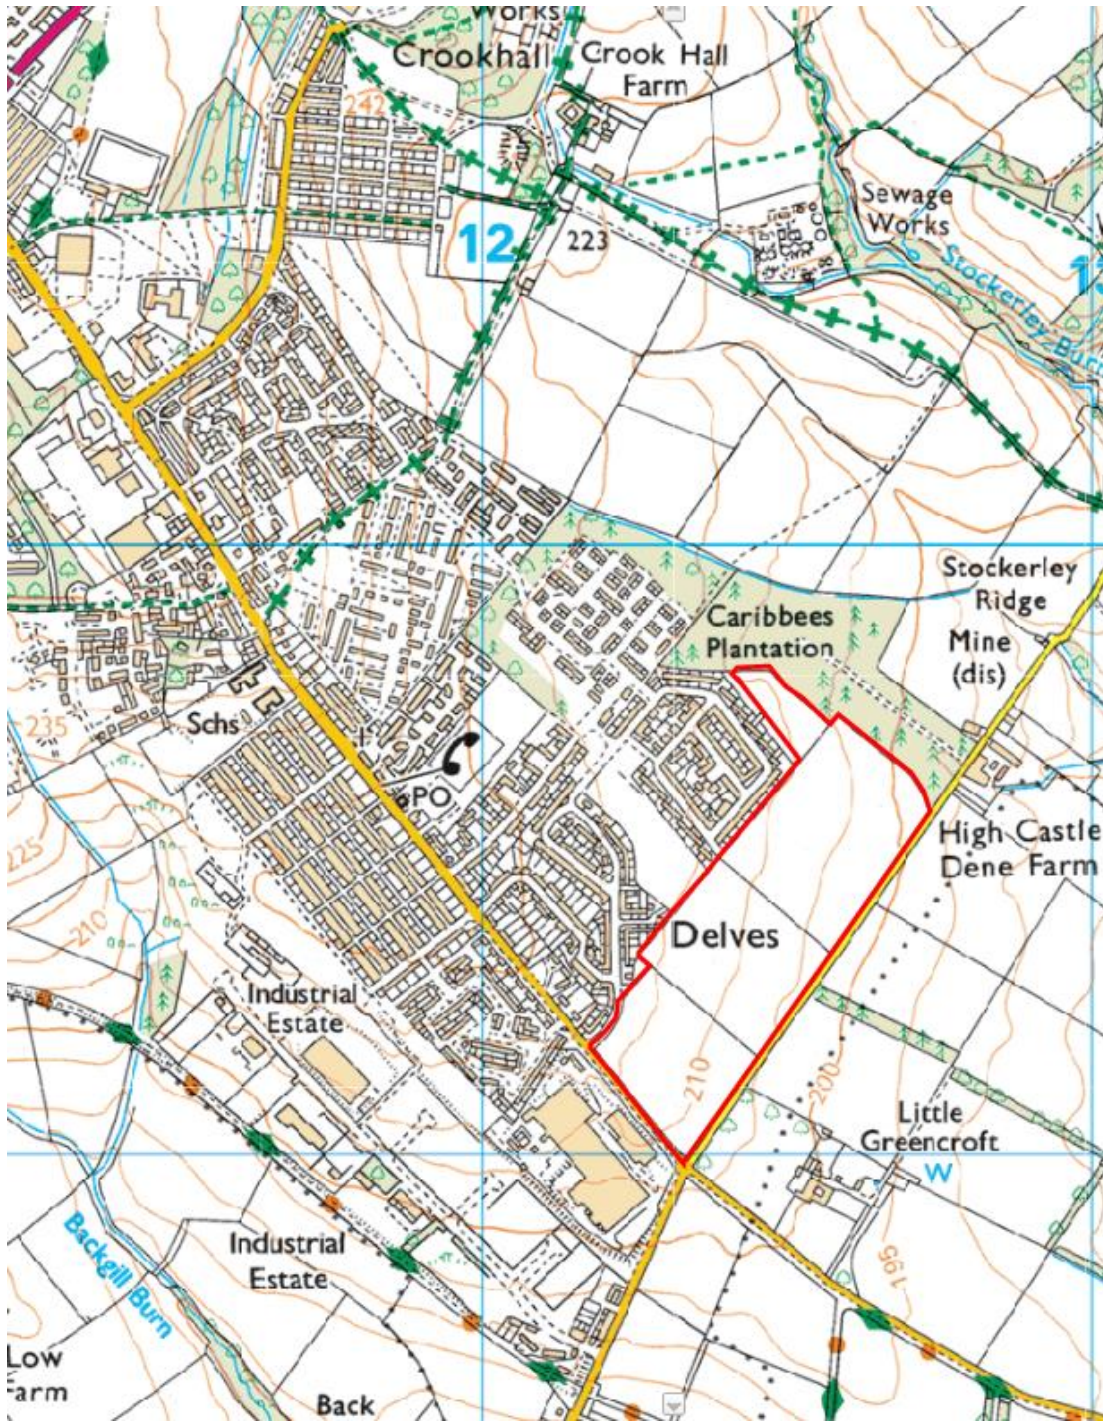 Works
Crookhall
Crook Hall
Farm
242
12
223
Sewage
Works
Stockerley Burn
Stockerley
Ridge
Mine
(dis)
Caribbees
Plantation
235
Schs
PO
225
High Castle
Dene Farm
210
Delves
Industrial
Estate
210
200
Little
Greencroft
W
Backgill Burn
Industrial
Estate
195
Low
Farm
Back